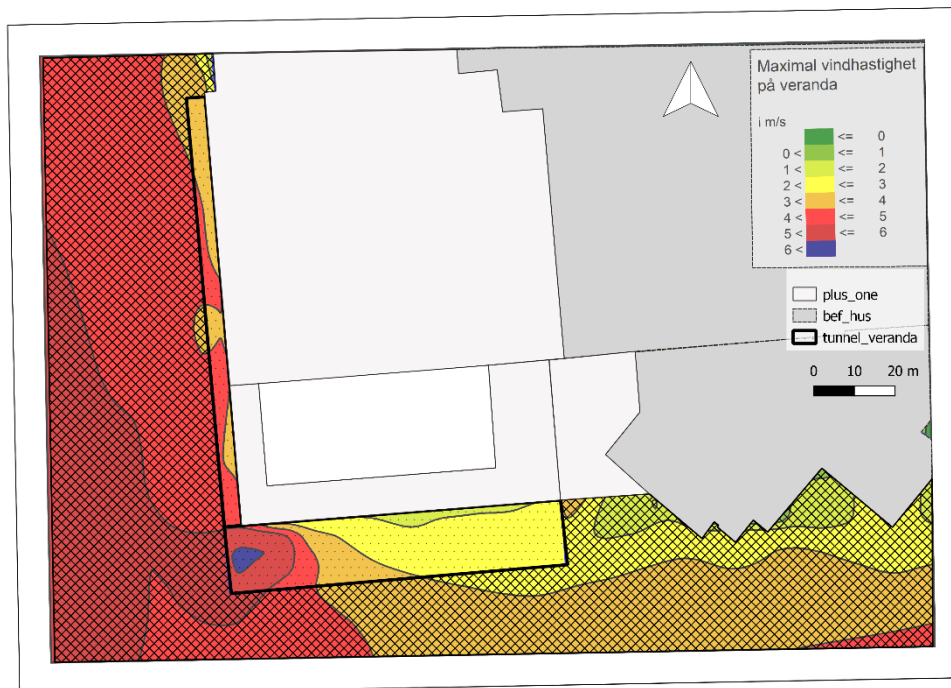 Maximal vindhastighet
på veranda
i m/s
<= 0
0 < <= 1
1 < <= 2
2 < <= 3
3 < <= 4
4 < <= 5
5 < <= 6
6 <
plus_one
bef_hus
tunnel_veranda
0 10 20 m